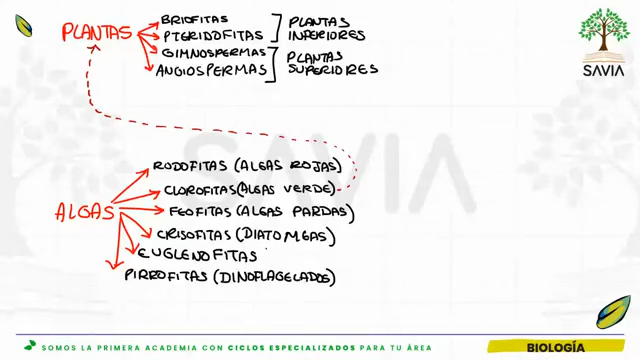 PLANTAS
BRIOFITAS
PTERIDOFITAS
GIMNOSPERMAS
ANGIOSPERMAS
PLANTAS
INFERIORES
PLANTAS
SUPERIORES
SAVIA
SAVIA
ALGAS
RODOFITAS (ALGAS ROJAS)
CLOROFITAS (ALGAS VERDE)
FEOFITAS (ALGAS PARDAS)
CRISOFITAS (DIATOMEAS)
EUGLENOFITAS
PIRROFITAS (DINOFLAGELADOS)
SOMOS LA PRIMERA ACADEMIA CON CICLOS ESPECIALIZADOS PARA TU ÁREA
BIOLOGÍA